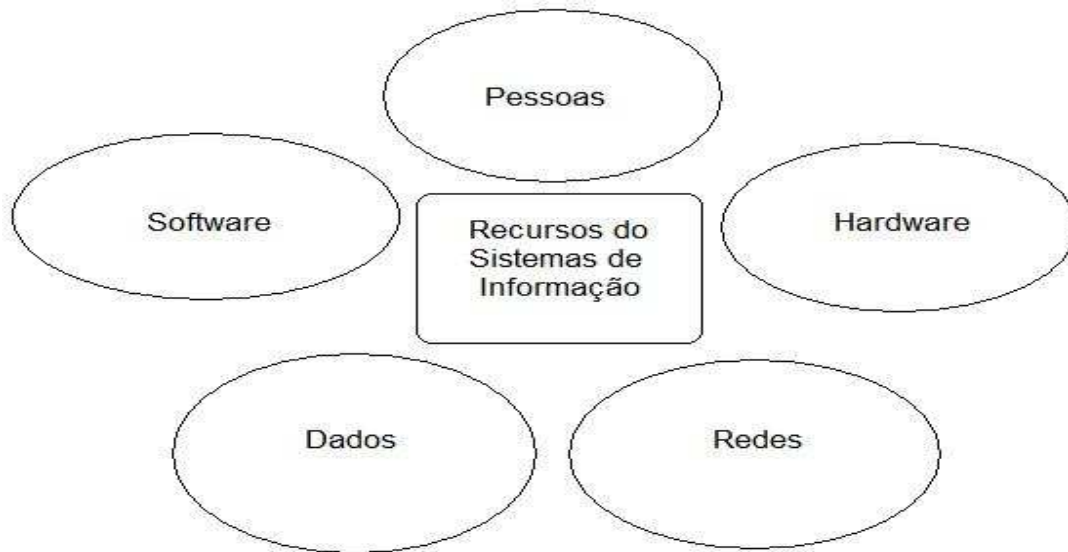 Pessoas
Software
Hardware
Recursos do
Sistemas de
Informação
Dados
Redes